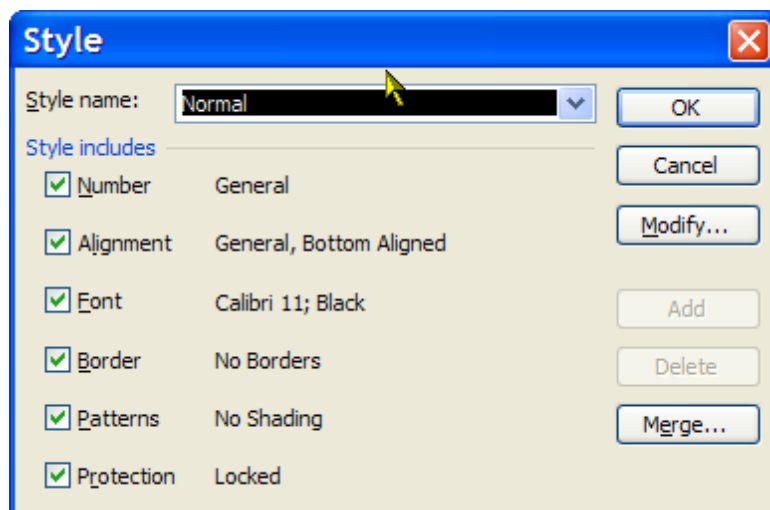 Style
Style name: Normal OK
Style includes Cancel
Number General
Modify...
Alignment General, Bottom Aligned
Font Calibri 11; Black Add
Border No Borders Delete
Patterns No Shading Merge...
Protection Locked